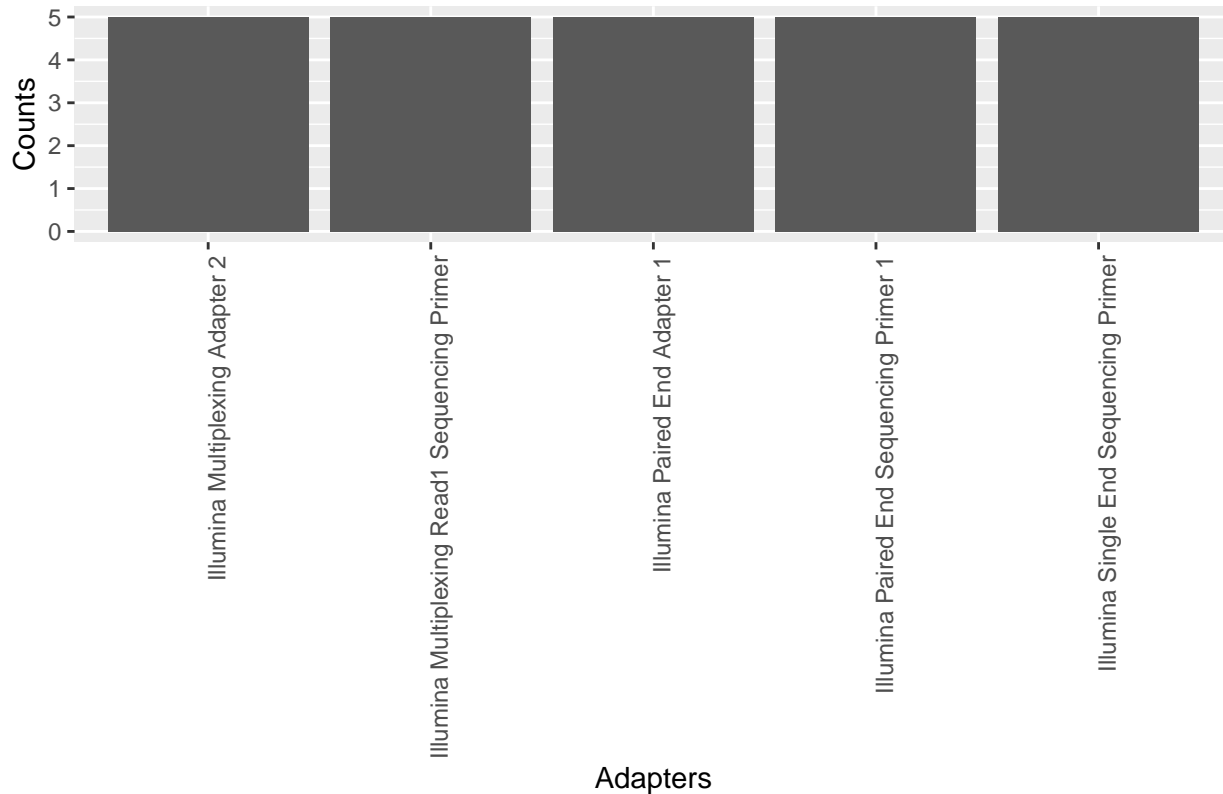 Counts
5
4
3
2
1
0
Illumina Multiplexing Adapter 2
Illumina Multiplexing Read1 Sequencing Primer
Illumina Paired End Adapter 1
Illumina Paired End Sequencing Primer 1
Illumina Single End Sequencing Primer
Adapters